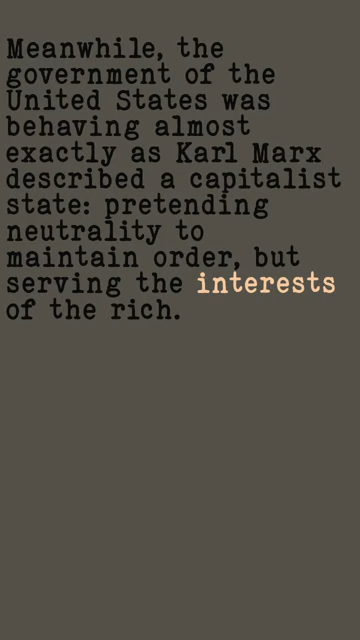 Meanwhile, the
government of the
United States was
behaving almost
exactly as Karl Marx
described a capitalist
state: pretending
neutrality to
maintain order, but
serving the interests
of the rich.